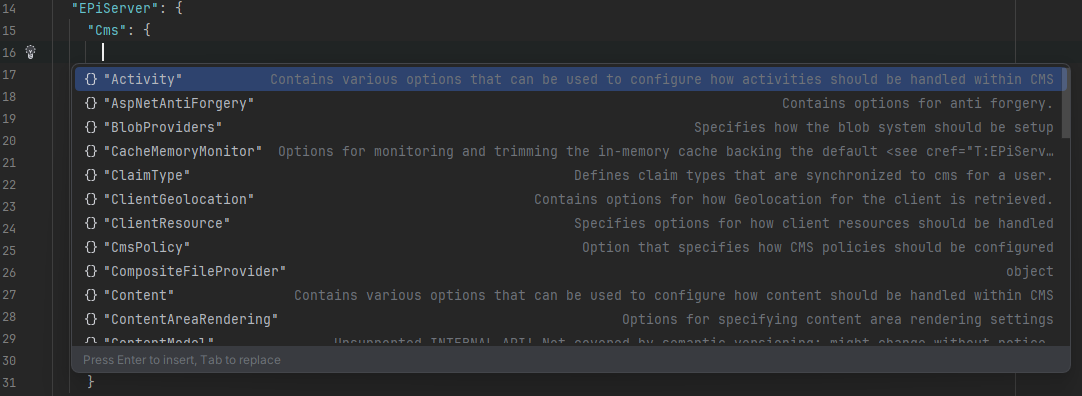 14 "EPiServer": {
15 "Cms": {
16
17 {} "Activity" Contains various options that can be used to configure how activities should be handled within CMS
18 {} "AspNetAntiForgery" Contains options for anti forgery.
19 {} "BlobProviders" Specifies how the blob system should be setup
20 {} "CacheMemoryMonitor" Options for monitoring and trimming the in-memory cache backing the default <see cref="T:EPiServ…
21 {} "ClaimType" Defines claim types that are synchronized to cms for a user.
22 {} "ClientGeolocation" Contains options for how Geolocation for the client is retrieved.
23 {} "ClientResource" Specifies options for how client resources should be handled
24 {} "CmsPolicy" Option that specifies how CMS policies should be configured
25 {} "CompositeFileProvider" object
26 {} "Content" Contains various options that can be used to configure how content should be handled within CMS
27 {} "ContentAreaRendering" Options for specifying content area rendering settings
28 {} "ContentModel" Unsupported INTERNAL API! Not covered by semantic versioning; might change without notice.
29
30 Press Enter to insert, Tab to replace
31 }